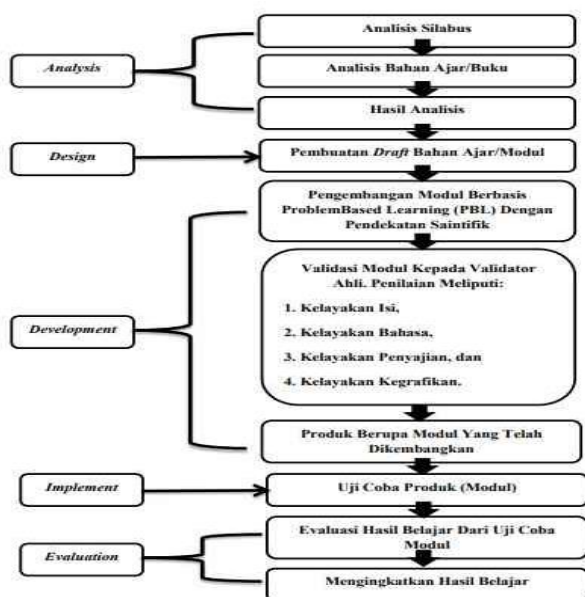 Analysis
Analisis Silabus
Analisis Bahan Ajar/Buku
Hasil Analisis
Design
Pembuatan Draft Bahan Ajar/Modul
Development
Pengembangan Modul Berbasis
ProblemBased Learning (PBL) Dengan
Pendekatan Saintifik
Validasi Modul Kepada Validator
Ahli. Penilaian Meliputi:
1. Kelayakan Isi,
2. Kelayakan Bahasa,
3. Kelayakan Penyajian, dan
4. Kelayakan Kegrafikan.
Produk Berupa Modul Yang Telah
Dikembangkan
Implement
Uji Coba Produk (Modul)
Evaluation
Evaluasi Hasil Belajar Dari Uji Coba
Modul
Mengingkatkan Hasil Belajar